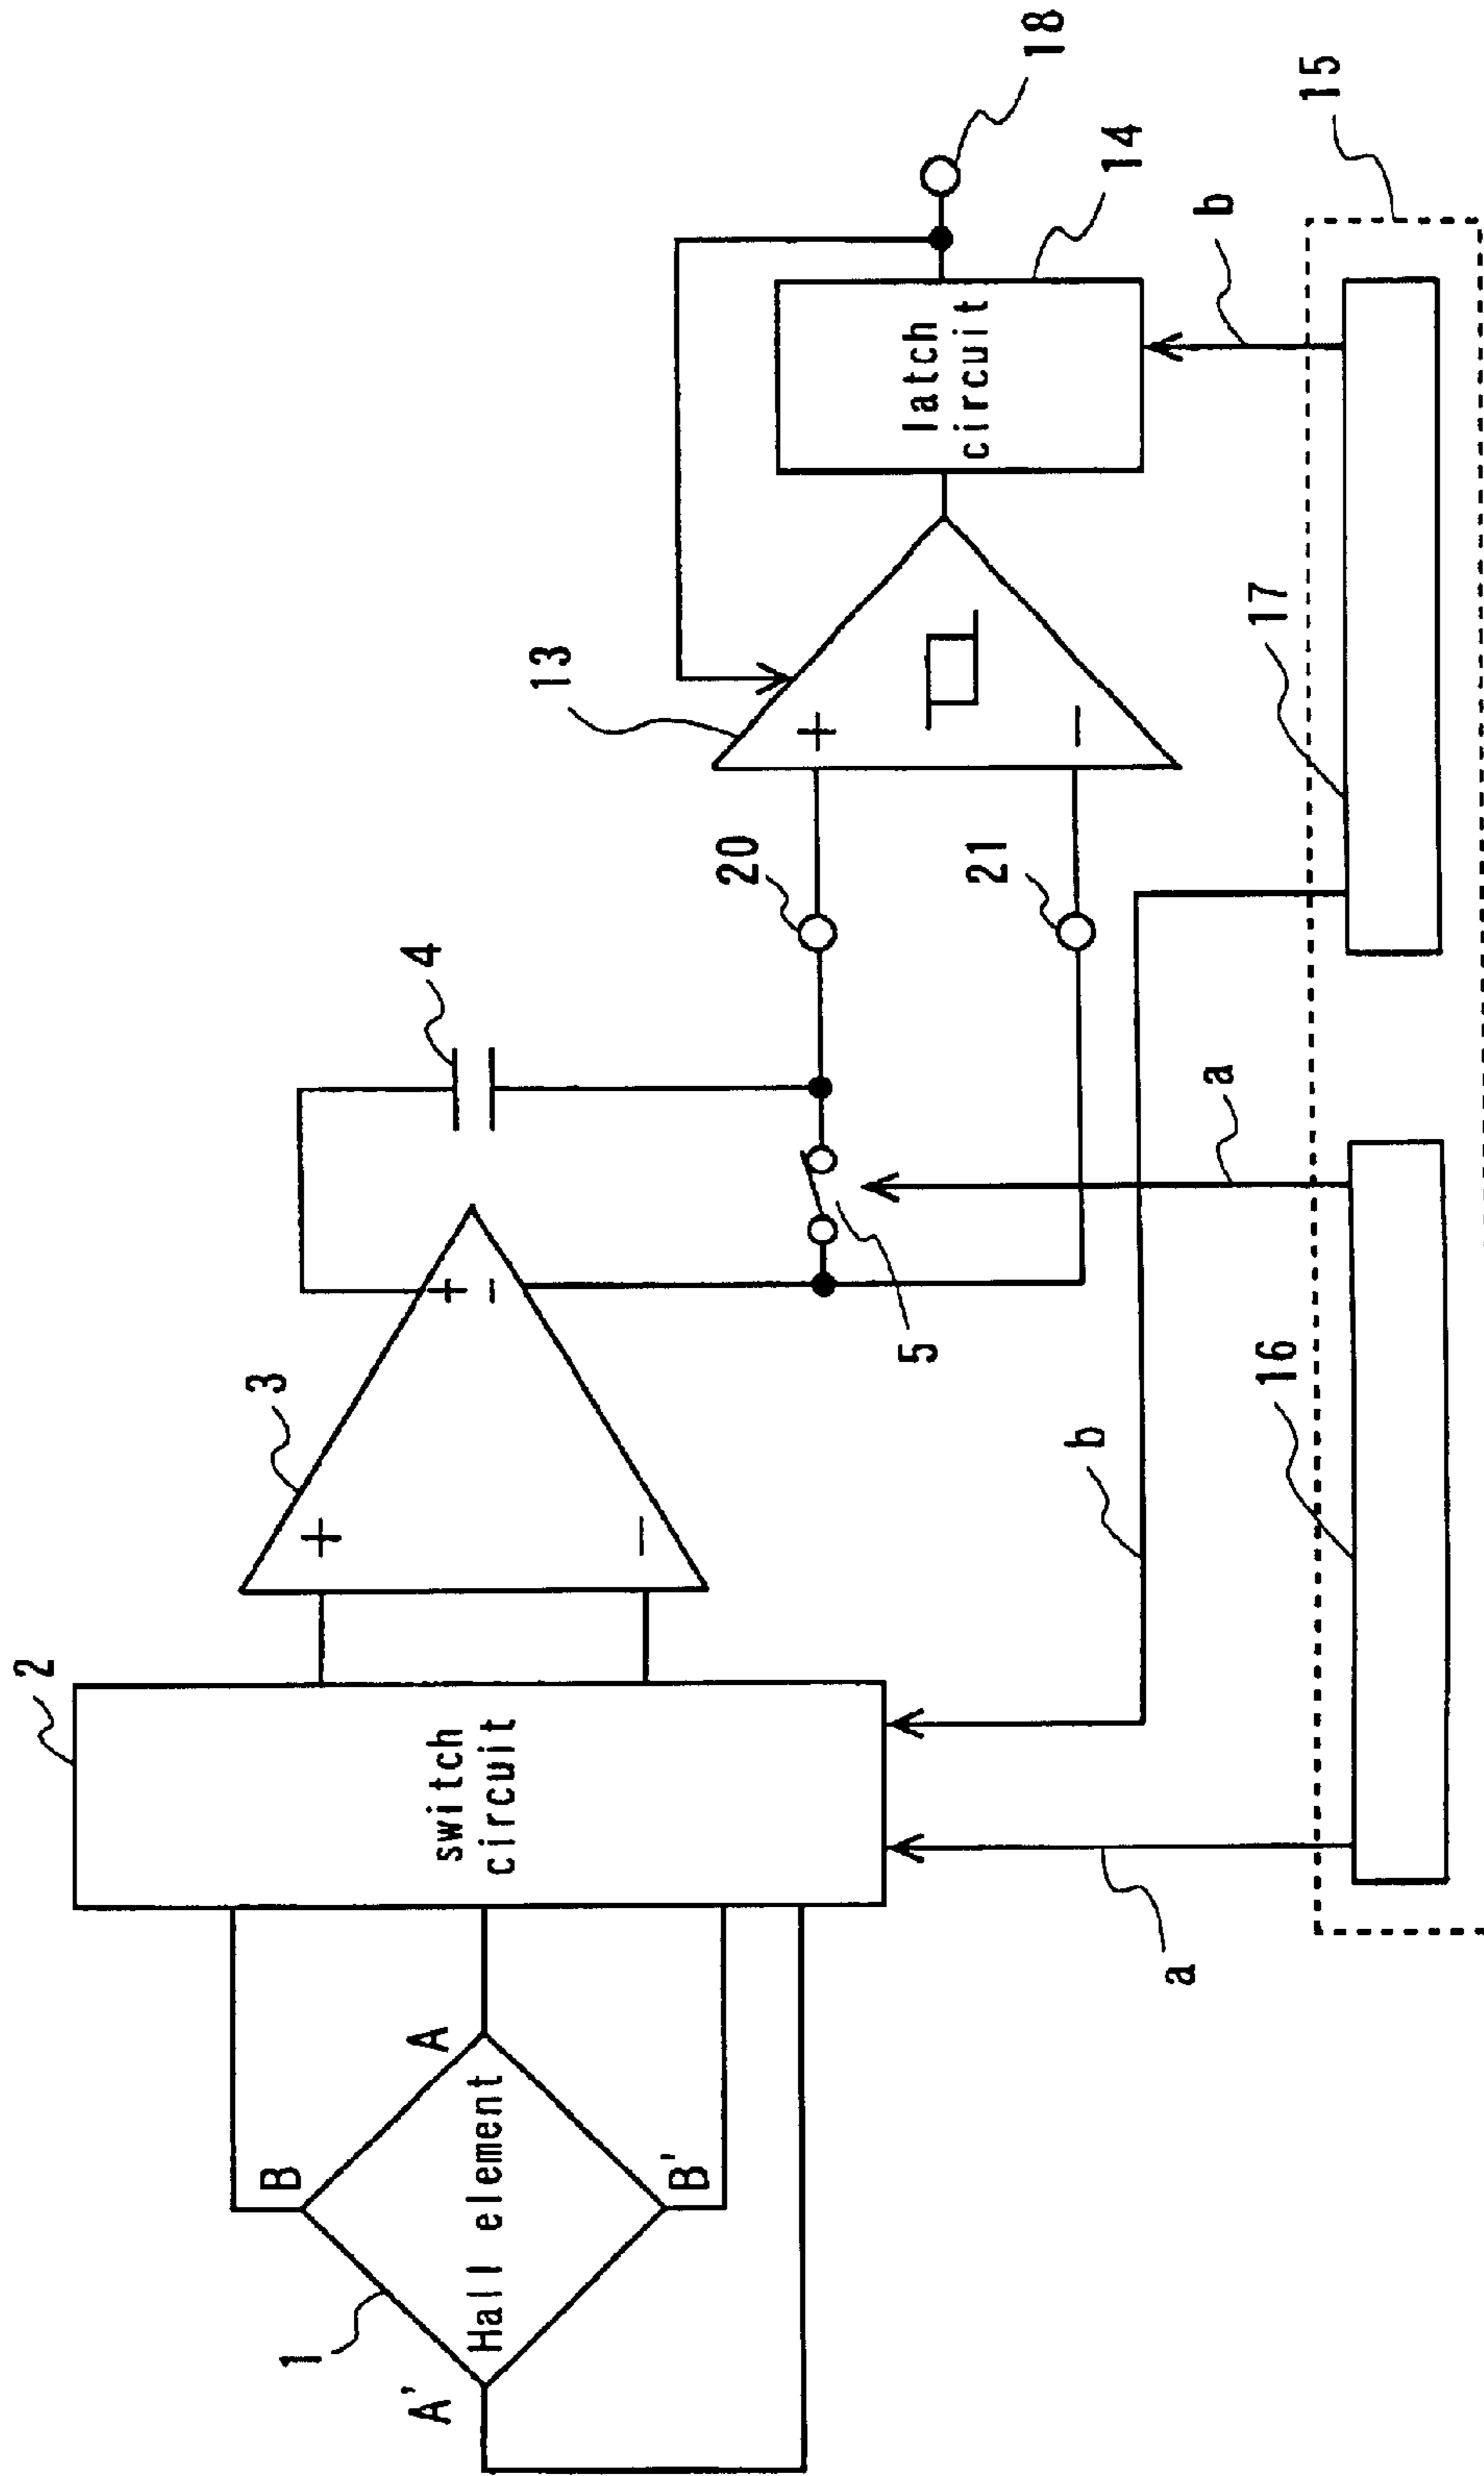 2
3
1
B
+
4
A'
A
switch
circuit
+
-
Hall element
13
−
B'
20
+
5
latch
circuit
21
18
−
b
14
a
a
b
17
16
15